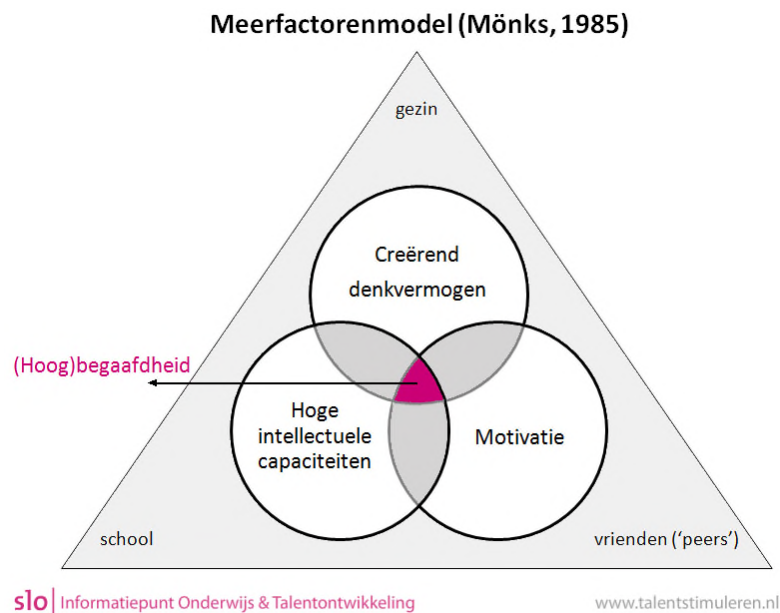 Meerfactorenmodel (Mönks, 1985)
gezin
Creërend
denkvermogen
(Hoog)begaafdheid
Hoge
intellectuele
capaciteiten
Motivatie
school
vrienden ('peers')
slo | Informatiepunt Onderwijs & Talentontwikkeling
www.talentstimuleren.nl